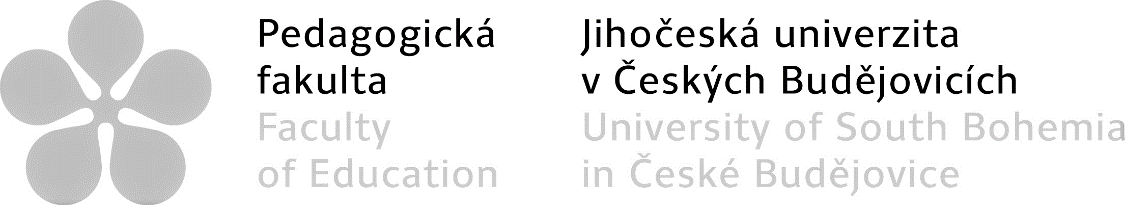 Pedagogická
fakulta
Faculty
of Education
Jihočeská univerzita
v Českých Budějovicích
University of South Bohemia
in České Budějovice